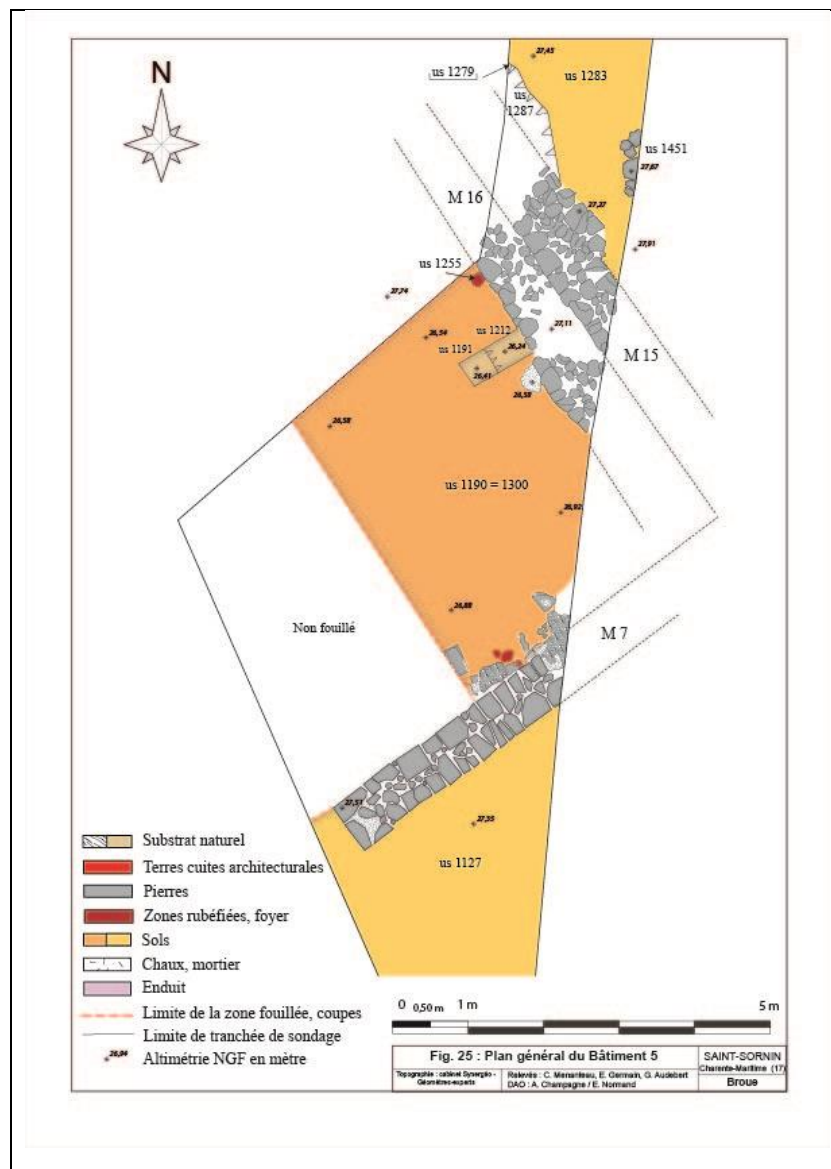 N
27,45
us 1279
us 1283
us
1287
us 1451
27,67
M 16
27,27
us 1255
27,91
27,74
26,54
us 1212
27,11
us 1191
26,24
26,41
M 15
26,58
26,58
us 1190 = 1300
26,88
Non fouillé
M 7
27,51
27,35
us 1127
Substrat naturel
Terres cuites architecturales
Pierres
Zones rubéfiées, foyer
Sols
Chaux, mortier
Enduit
Limite de la zone fouillée, coupes
Limite de tranchée de sondage
26,04 Altimétrie NGF en mètre
0 0,50 m 1 m 5 m
Fig. 25 : Plan général du Bâtiment 5
SAINT-SORNIN
Charente-Maritime (17)
Broue
Topographie : cabinet Synergéo -
Géomètres-experts
Relevés : C. Menanteau, E. Germain, G. Audebert
DAO : A. Champagne / E. Normand